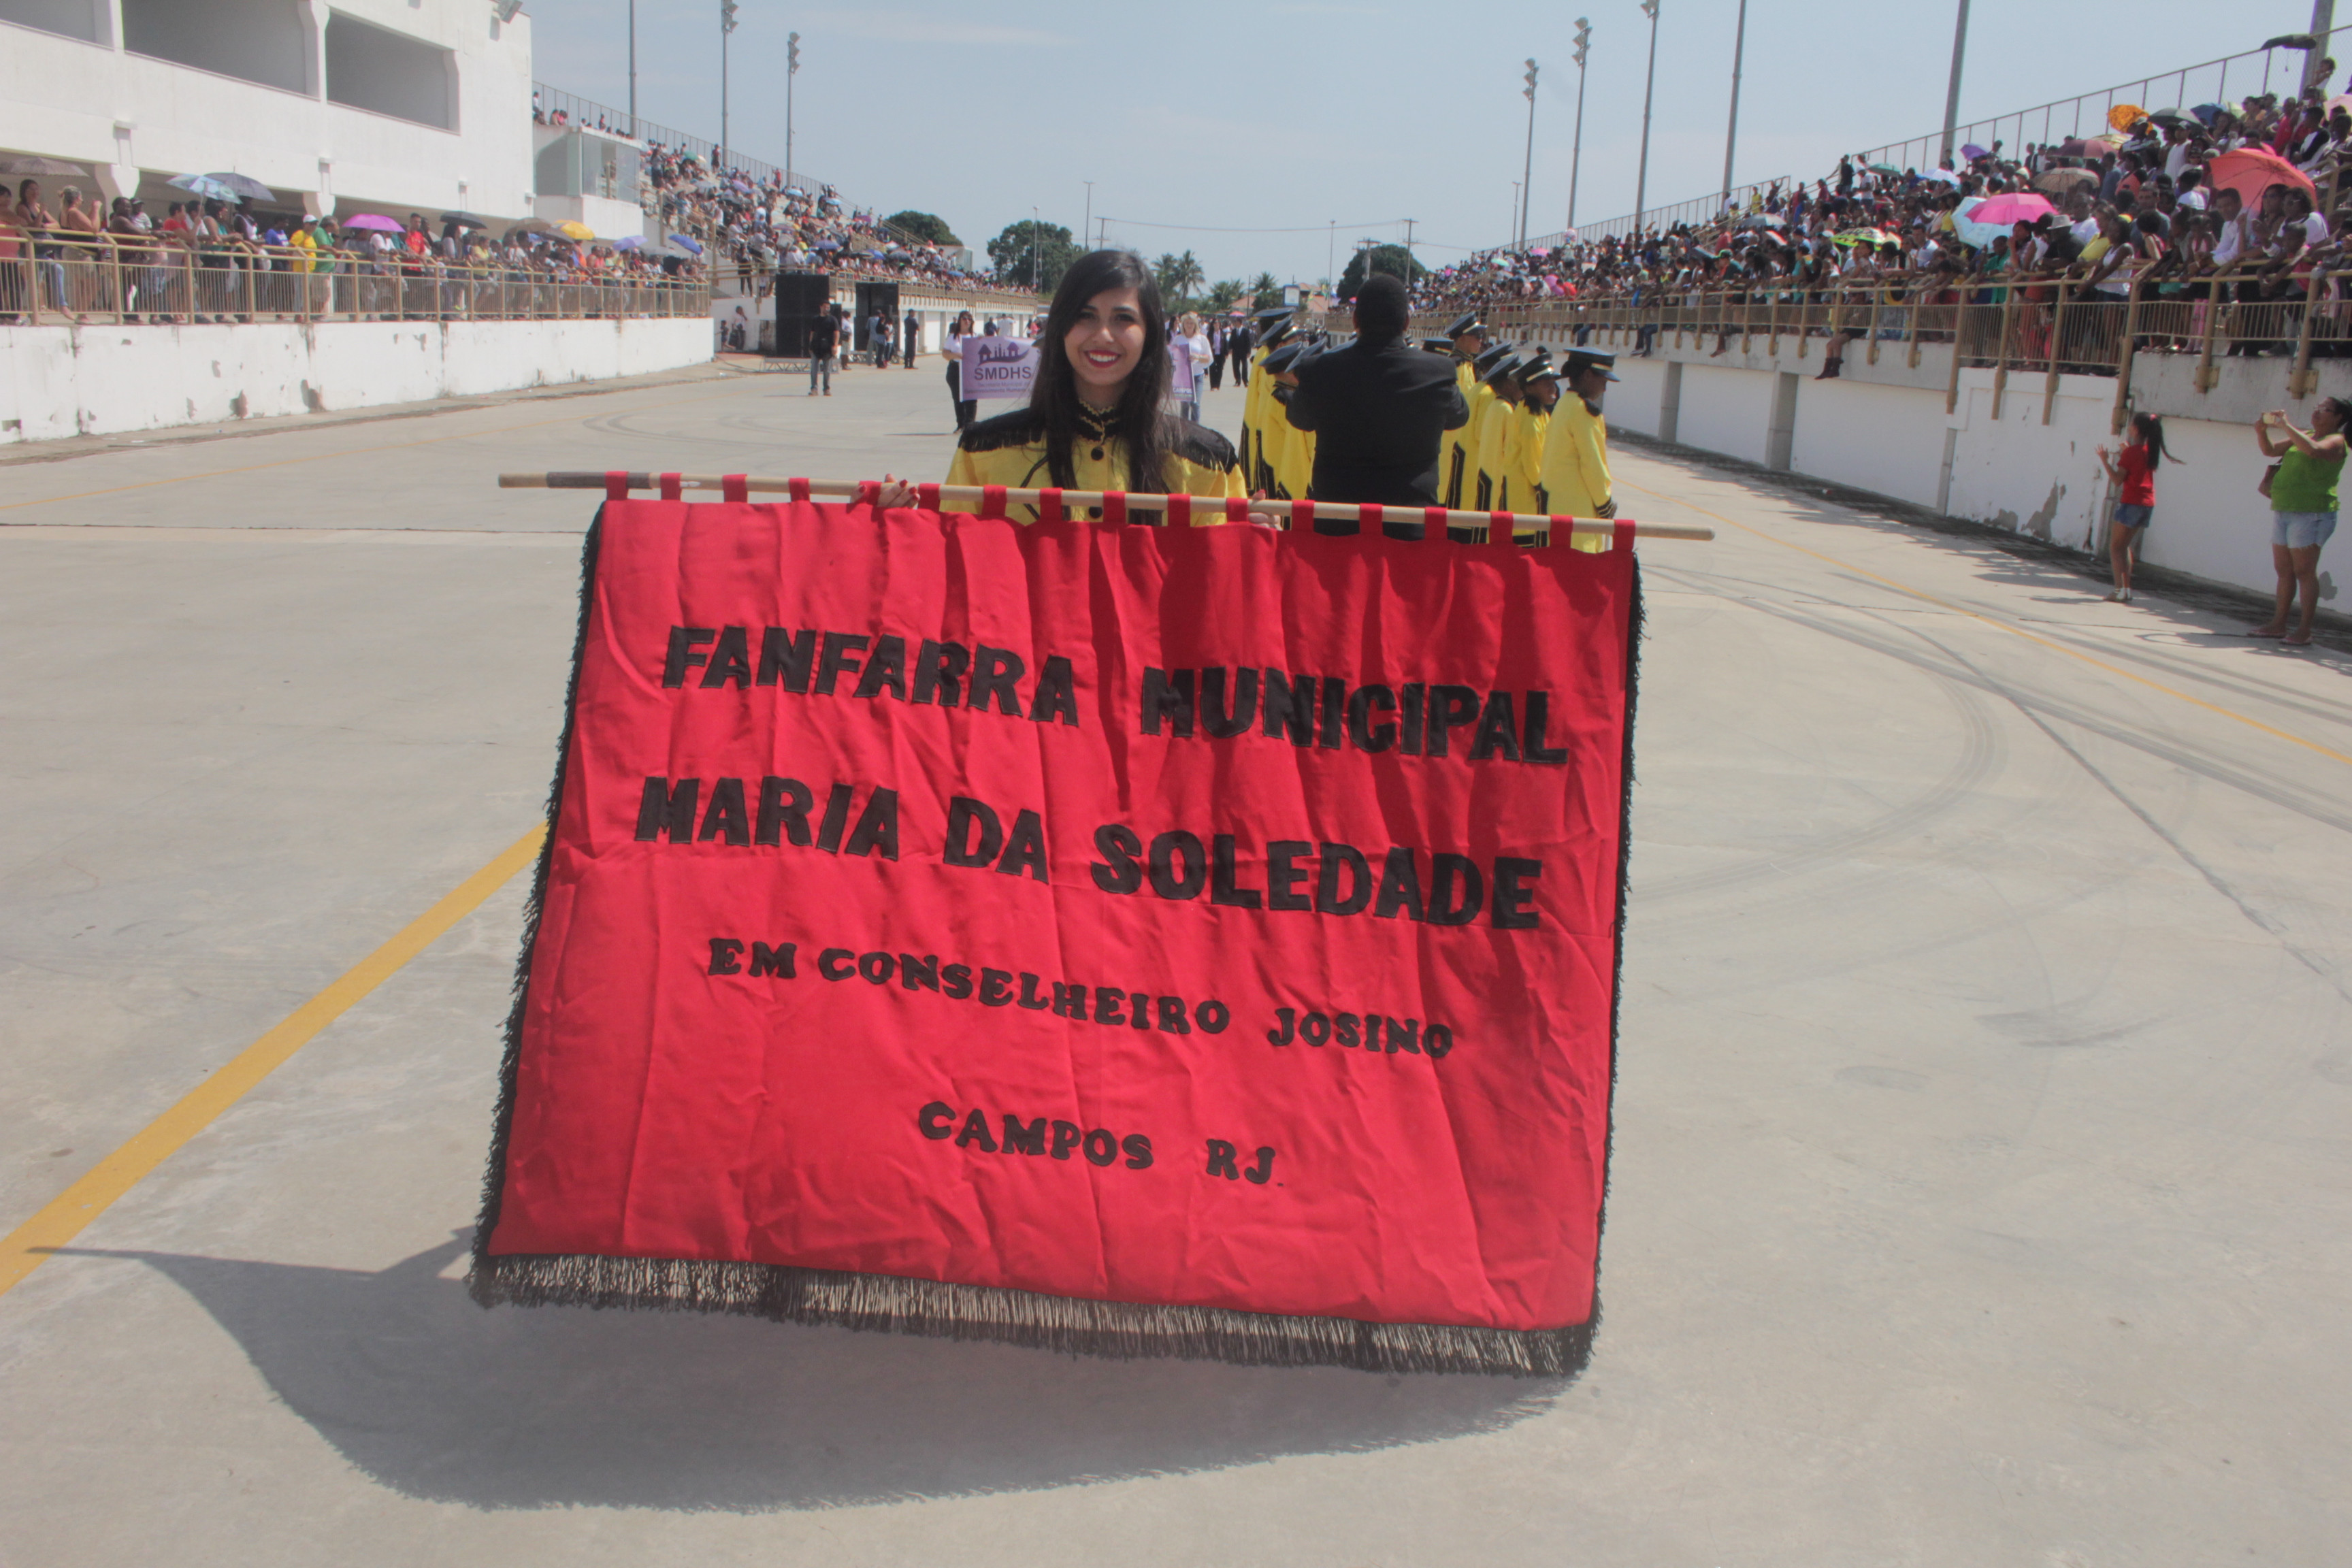 SMDHS
FANFARRA MUNICIPAL
MARIA DA SOLEDADE
EM CONSELHEIRO JOSINO
CAMPOS RJ.